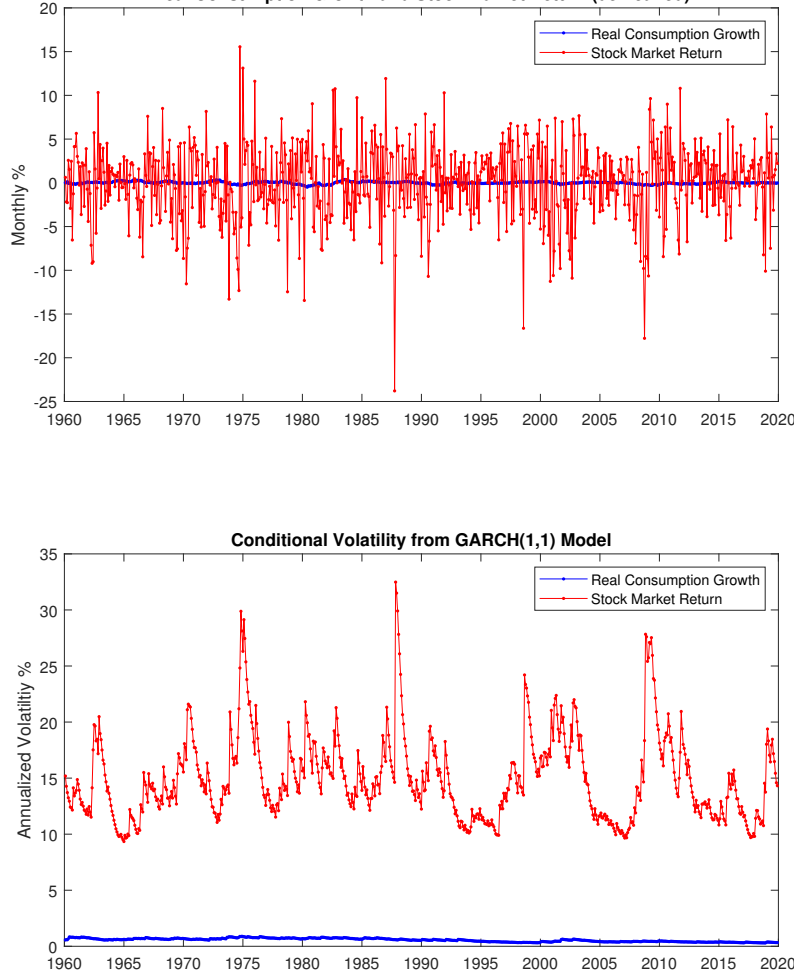 20
15
10
5
0
-5
-10
-15
-20
-25
Monthly %
Real Consumption Growth
Stock Market Return
1960 1965 1970 1975 1980 1985 1990 1995 2000 2005 2010 2015 2020
Conditional Volatility from GARCH(1,1) Model
35
30
25
20
15
10
5
0
Annualized Volatiltiy %
Real Consumption Growth
Stock Market Return
1960 1965 1970 1975 1980 1985 1990 1995 2000 2005 2010 2015 2020